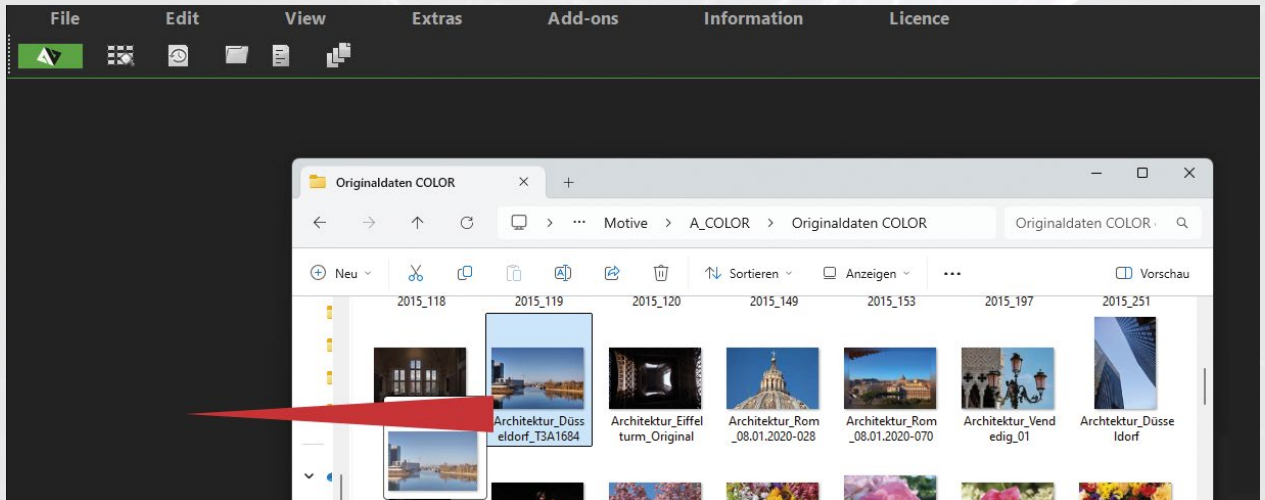 File Edit View Extras Add-ons Information Licence
Originaldaten COLOR
Motive > A_COLOR > Originaldaten COLOR
Originaldaten COLOR
Neu
Sortieren
Anzeigen
Vorschau
2015_118 2015_119 2015_120 2015_149 2015_153 2015_197 2015_251
Architektur_Düss
eldorf_T3A1684
Architektur_Eiffel
turm_Original
Architektur_Rom
_08.01.2020-028
Architektur_Rom
_08.01.2020-070
Architektur_Vend
edig_01
Archtektur_Düsse
ldorf